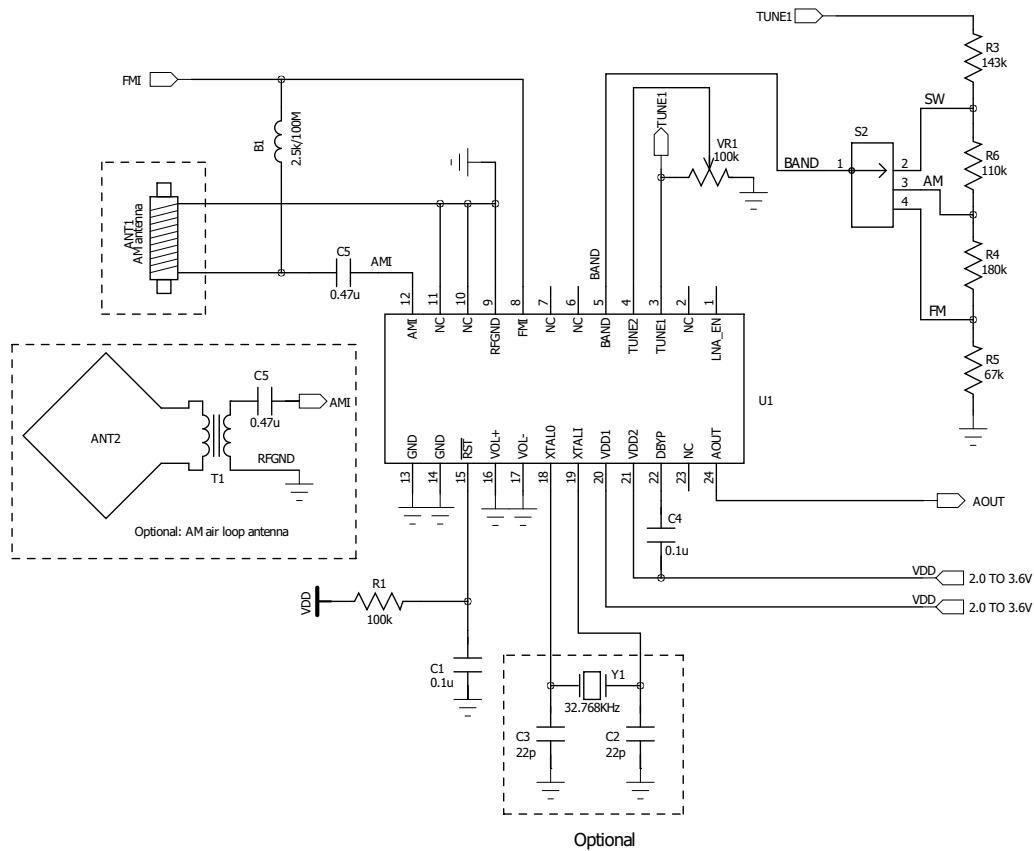 TUNE1
R3
143k
FMI
B1
2.5k/100M
TUNE1
VR1
100k
SW
S2
BAND
1
2
3
4
AM
R6
110k
ANT1
AM antenna
C5
0.47u
AMI
BAND
R4
180k
FM
R5
67k
12
11
10
9
8
7
6
5
4
3
2
1
AMI
NC
NC
RFGND
FMI
NC
NC
BAND
TUNE2
TUNE1
NC
LNA_EN
U1
GND
GND
RST
VOL+
VOL-
XTALO
XTALI
VDD1
VDD2
DBYP
NC
AOUT
13
14
15
16
17
18
19
20
21
22
23
24
C5
0.47u
AMI
ANT2
RFGND
T1
Optional: AM air loop antenna
C4
0.1u
AOUT
VDD
2.0 TO 3.6V
VDD
2.0 TO 3.6V
VDD
R1
100k
C1
0.1u
Y1
32.768KHz
C3
22p
C2
22p
Optional